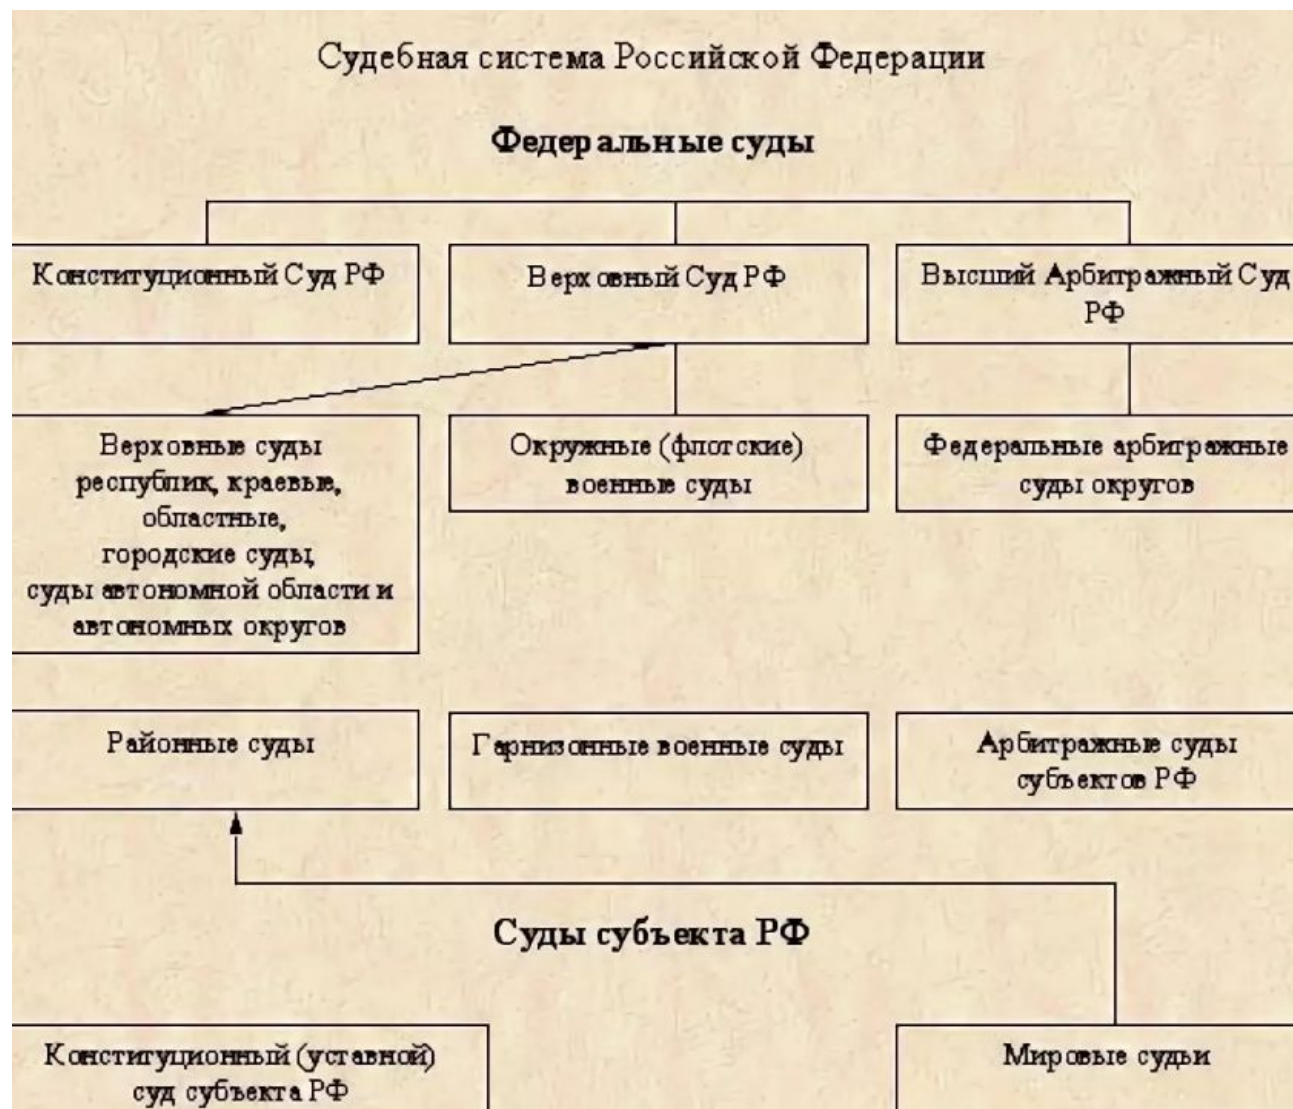 Судебная система Российской Федерации
Федеральные суды
Конституционный Суд РФ
Верховный Суд РФ
Высший Арбитражный Суд
РФ
Верховные суды
республик, краевые,
областные,
городские суды,
суды автономной области и
автономных округов
Окружные (флотские)
военные суды
Федеральные арбитражные
суды округов
Районные суды
Гарнизонные военные суды
Арбитражные суды
субъектов РФ
Суды субъекта РФ
Конституционный (уставной)
суд субъекта РФ
Мировые судьи